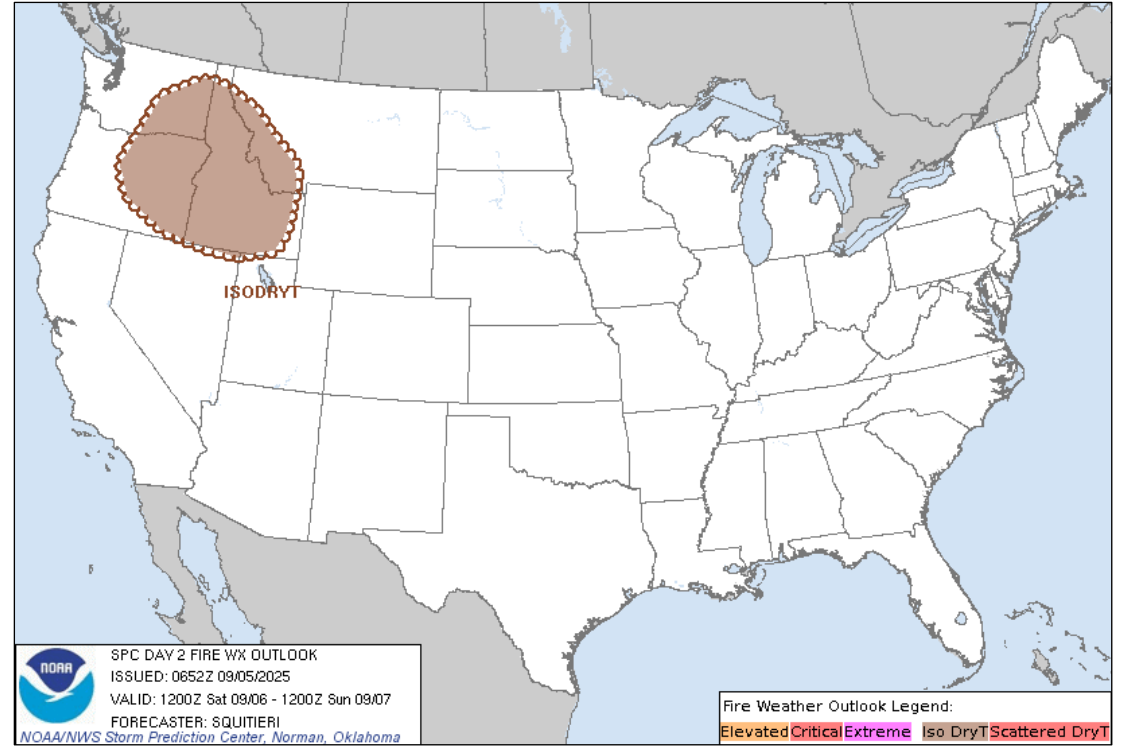 ISODRYT
NOAA
SPC DAY 2 FIRE WX OUTLOOK
ISSUED: 0652Z 09/05/2025
VALID: 1200Z Sat 09/06 - 1200Z Sun 09/07
FORECASTER: SQUITIERI
NOAA/NWS Storm Prediction Center, Norman, Oklahoma
Fire Weather Outlook Legend:
Elevated Critical Extreme Iso DryT Scattered DryT